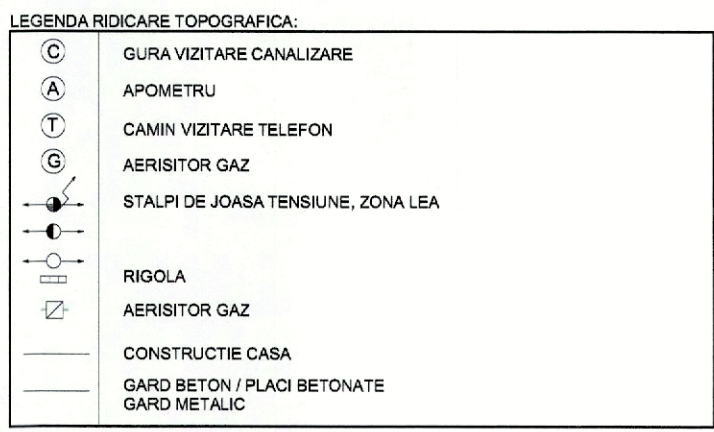 LEGENDA RIDICARE TOPOGRAFICA:
C GURA VIZITARE CANALIZARE
A APOMETRU
T CAMIN VIZITARE TELEFON
G AERISITOR GAZ
STALPI DE JOASA TENSIUNE, ZONA LEA
RIGOLA
AERISITOR GAZ
CONSTRUCTIE CASA
GARD BETON / PLACI BETONATE
GARD METALIC